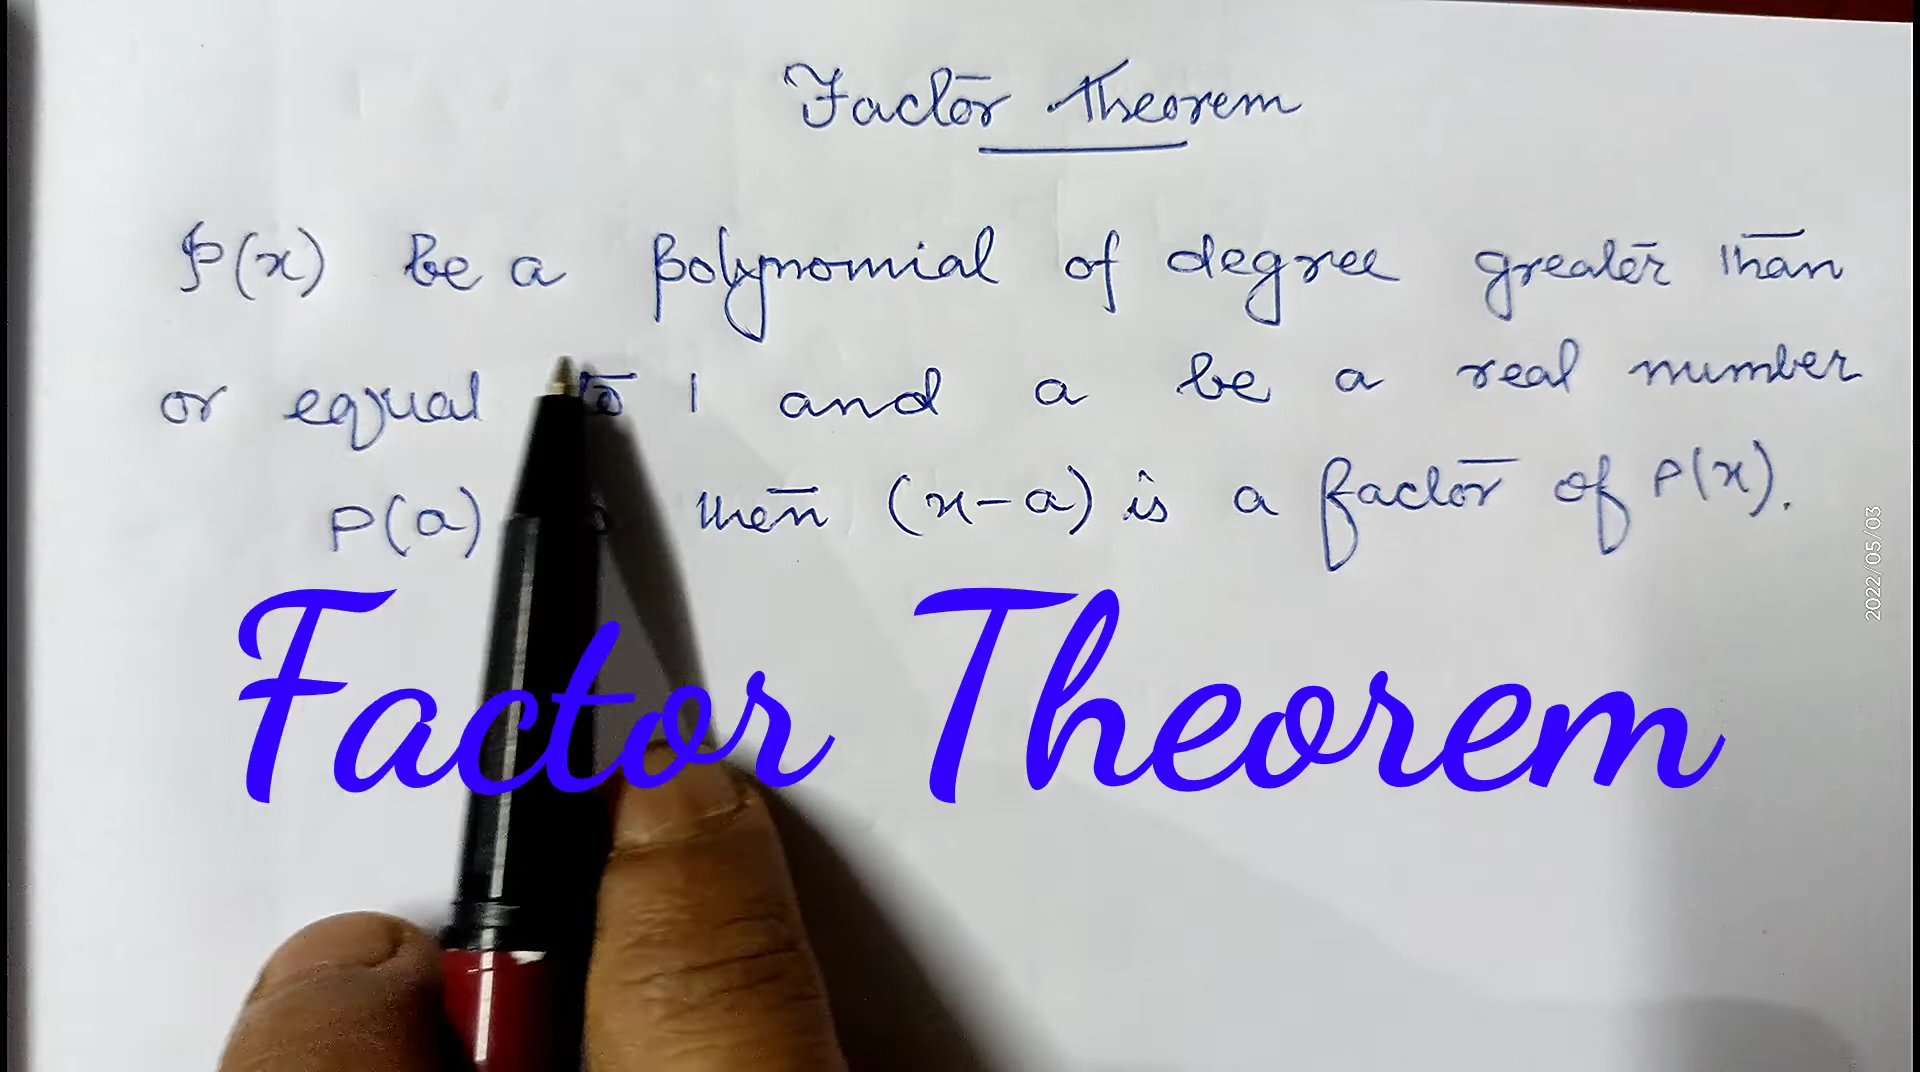 Factor Theorem
P(x) be a polynomial of degree greater than
or equal to 1 and a be a real number
P(a) then (x-a) is a factor of P(x).
Factor Theorem
2022/05/03